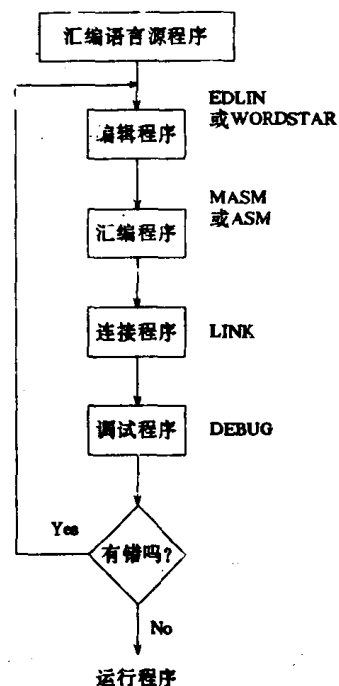 汇编语言源程序
EDLIN
或WORDSTAR
编辑程序
MASM
或ASM
汇编程序
连接程序
LINK
调试程序
DEBUG
Yes
有错吗?
No
运行程序